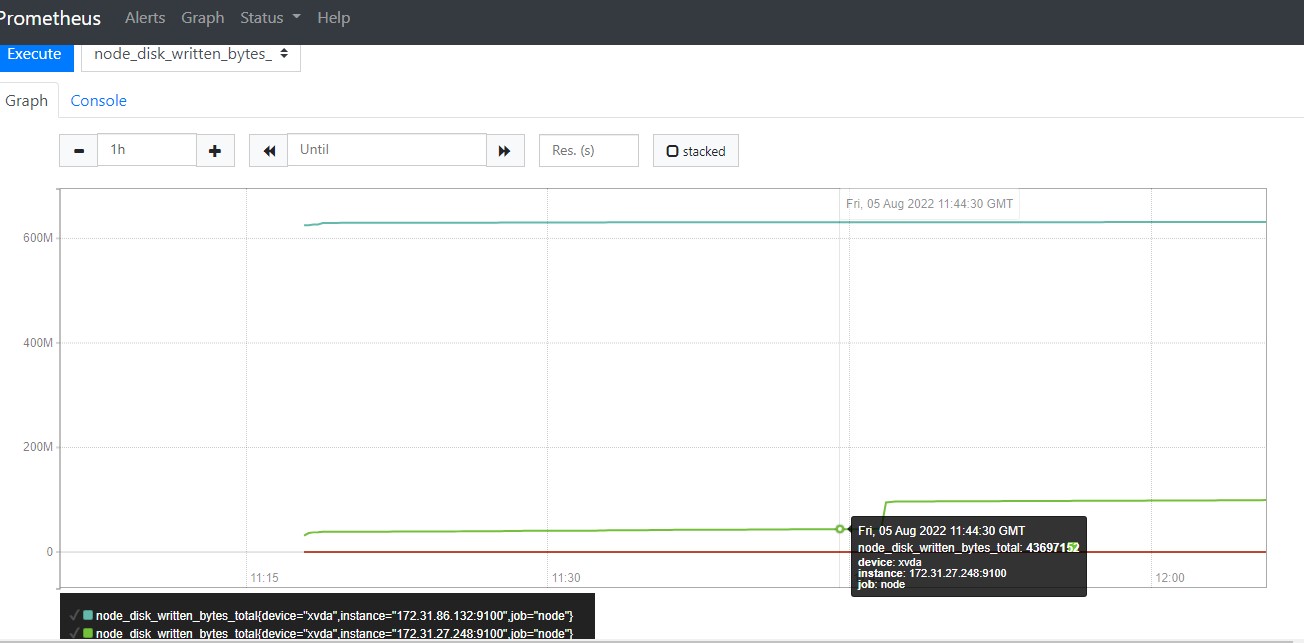 Prometheus Alerts Graph Status Help
Execute node_disk_written_bytes_
Graph Console
1h Until Res. (s) stacked
Fri, 05 Aug 2022 11:44:30 GMT
600M
400M
200M
0
Fri, 05 Aug 2022 11:44:30 GMT
node_disk_written_bytes_total: 43697152
device: xvda
instance: 172.31.27.248:9100
job: node
11:15 11:30 12:00
node_disk_written_bytes_total{device="xvda",instance="172.31.86.132:9100",job="node"}
node_disk_written_bytes_total{device="xvda",instance="172.31.27.248:9100",job="node"}